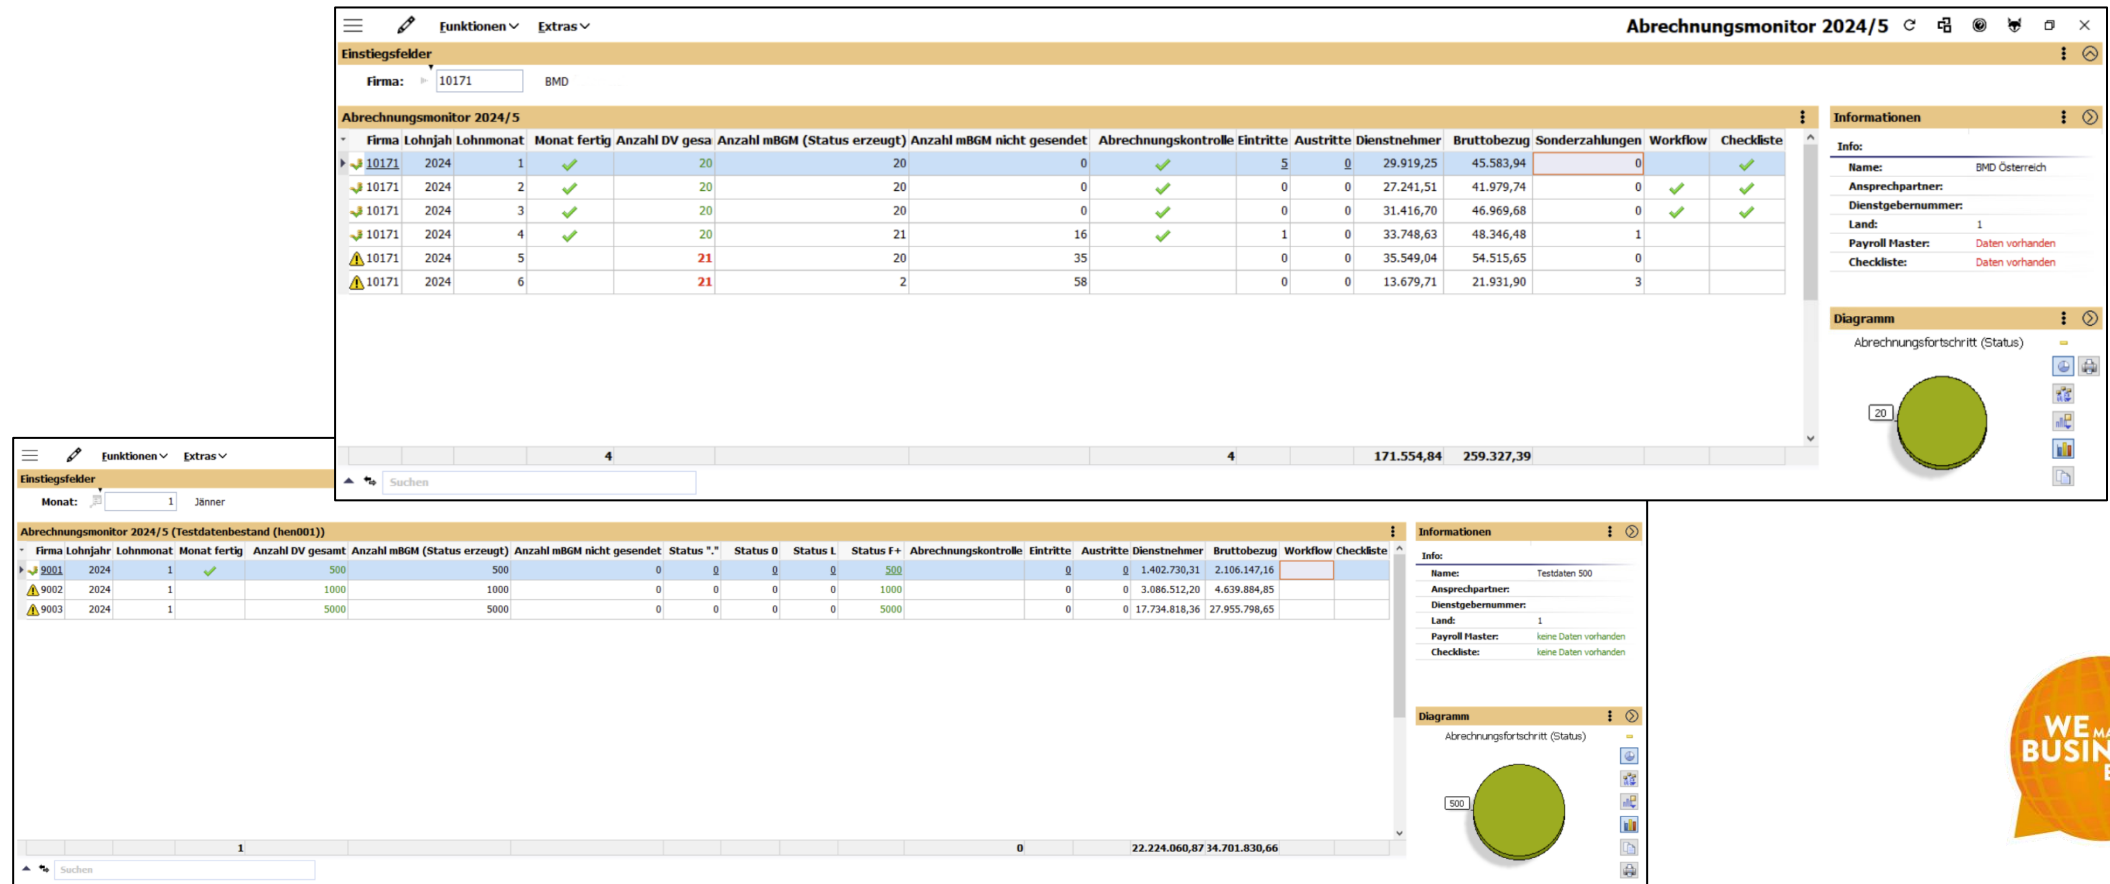 Funktionen Extras Abrechnungsmonitor 2024/5
Einstiegsfelder
Firma: 10171 BMD
Abrechnungsmonitor 2024/5
Firma Lohnjah Lohnmonat Monat fertig Anzahl DV gesa Anzahl mBGM (Status erzeugt) Anzahl mBGM nicht gesendet Abrechnungskontrolle Eintritte Austritte Dienstnehmer Bruttobezug Sonderzahlungen Workflow Checkliste
10171 2024 1 20 20 0 5 0 29.919,25 45.583,94 0
10171 2024 2 20 20 0 0 0 27.241,51 41.979,74 0
10171 2024 3 20 20 0 0 0 31.416,70 46.969,68 0
10171 2024 4 20 21 16 1 0 33.748,63 48.346,48 1
10171 2024 5 21 20 35 0 0 35.549,04 54.515,65 0
10171 2024 6 21 2 58 0 0 13.679,71 21.931,90 3
4 4 171.554,84 259.327,39
Suchen
Informationen
Info:
Name: BMD Österreich
Ansprechpartner:
Dienstgebernummer:
Land: 1
Payroll Master: Daten vorhanden
Checkliste: Daten vorhanden
Diagramm
Abrechnungsfortschritt (Status)
20
Funktionen Extras
Einstiegsfelder
Monat: 1 Jänner
Abrechnungsmonitor 2024/5 (Testdatenbestand (hen001))
Firma Lohnjahr Lohnmonat Monat fertig Anzahl DV gesamt Anzahl mBGM (Status erzeugt) Anzahl mBGM nicht gesendet Status "." Status 0 Status L Status F+ Abrechnungskontrolle Eintritte Austritte Dienstnehmer Bruttobezug Workflow Checkliste
9001 2024 1 500 500 0 0 0 0 500 0 0 1.402.730,31 2.106.147,16
9002 2024 1 1000 1000 0 0 0 0 1000 0 0 3.086.512,20 4.639.884,85
9003 2024 1 5000 5000 0 0 0 0 5000 0 0 17.734.818,36 27.955.798,65
1 0 22.224.060,87 34.701.830,66
Suchen
Informationen
Info:
Name: Testdaten 500
Ansprechpartner:
Dienstgebernummer:
Land: 1
Payroll Master: keine Daten vorhanden
Checkliste: keine Daten vorhanden
Diagramm
Abrechnungsfortschritt (Status)
500
WE MA
BUSIN